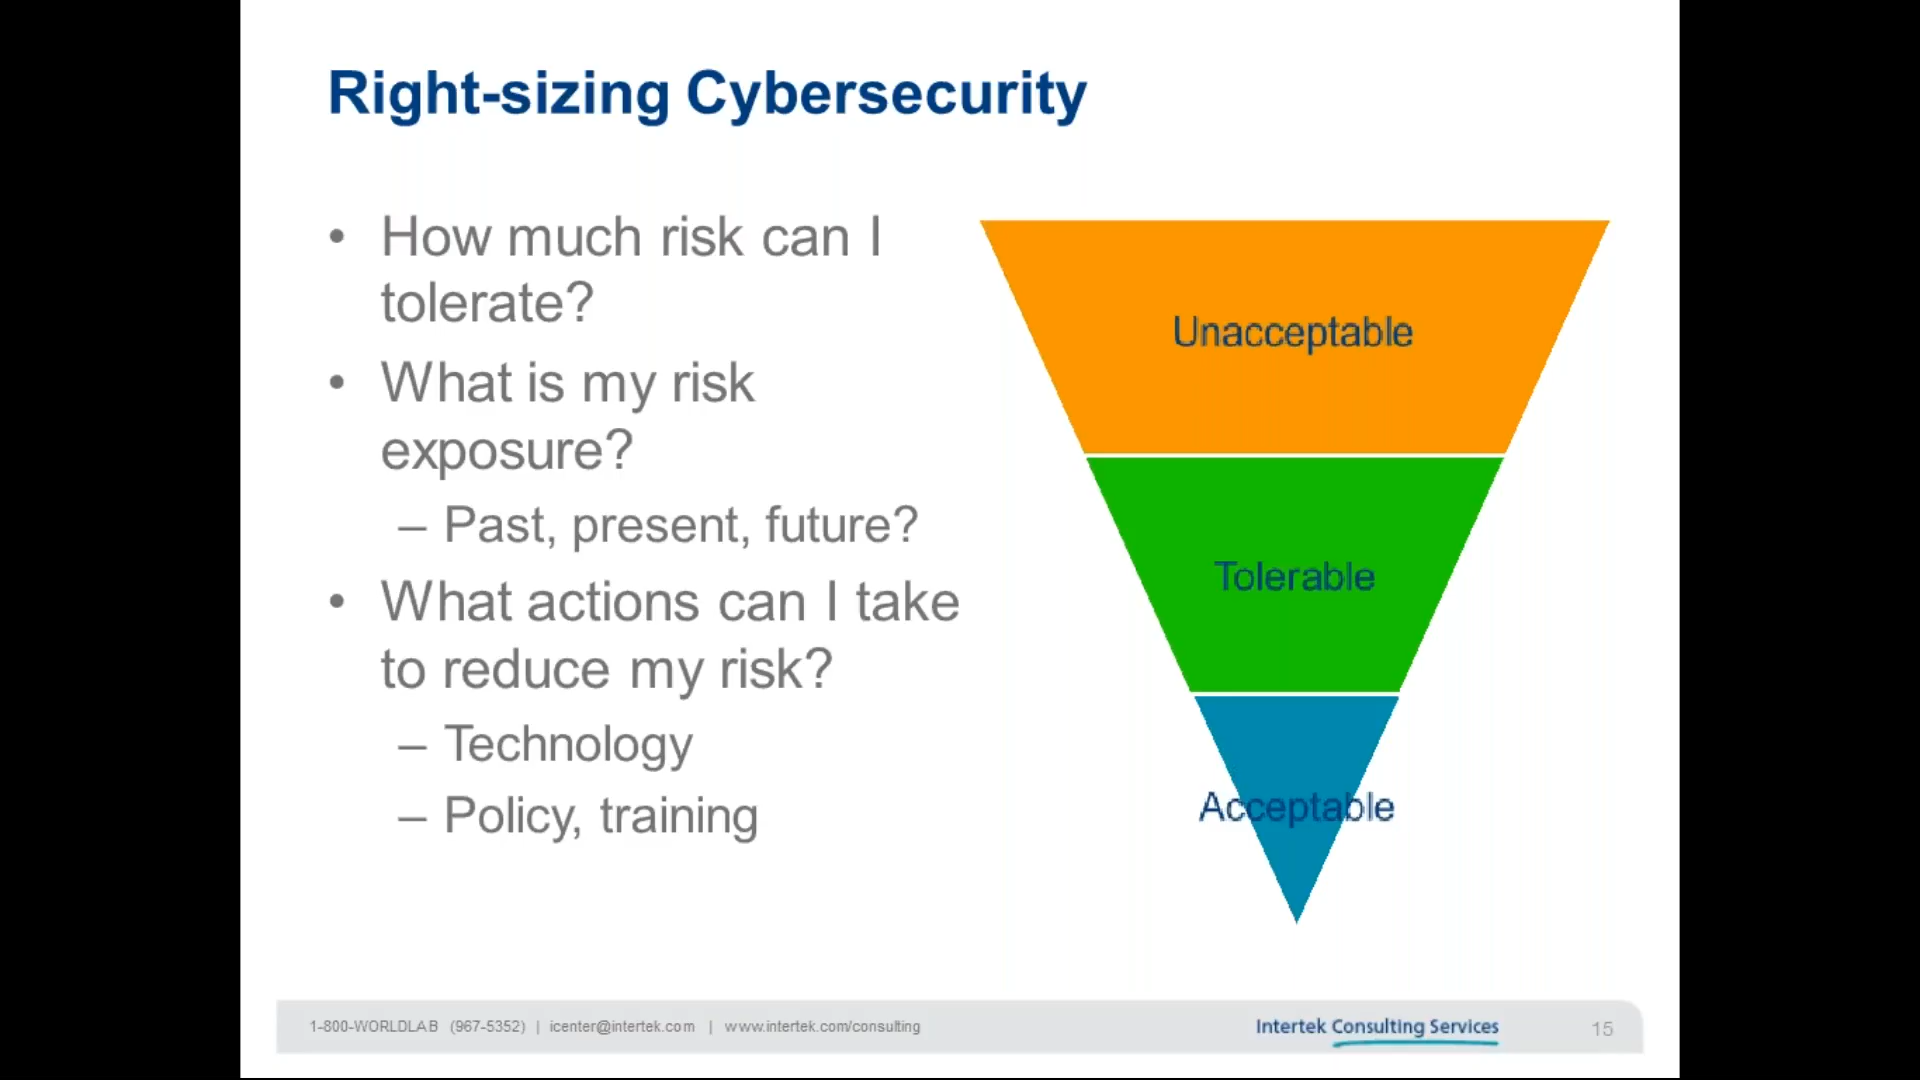 Right-sizing Cybersecurity
• How much risk can I
tolerate?
• What is my risk
exposure?
– Past, present, future?
• What actions can I take
to reduce my risk?
– Technology
– Policy, training
Unacceptable
Tolerable
Acceptable
1-800-WORLDLAB (967-5352) | icenter@intertek.com | www.intertek.com/consulting
Intertek Consulting Services
15